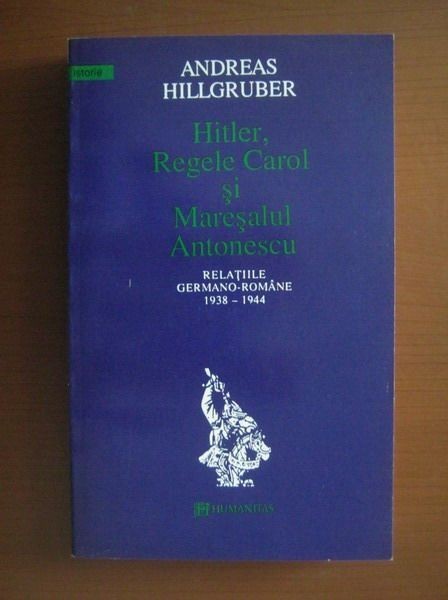 istorie
ANDREAS
HILLGRUBER
Hitler,
Regele Carol
şi
Mareşalul
Antonescu
RELAŢIILE
GERMANO-ROMÂNE
1938 – 1944
HUMANITAS